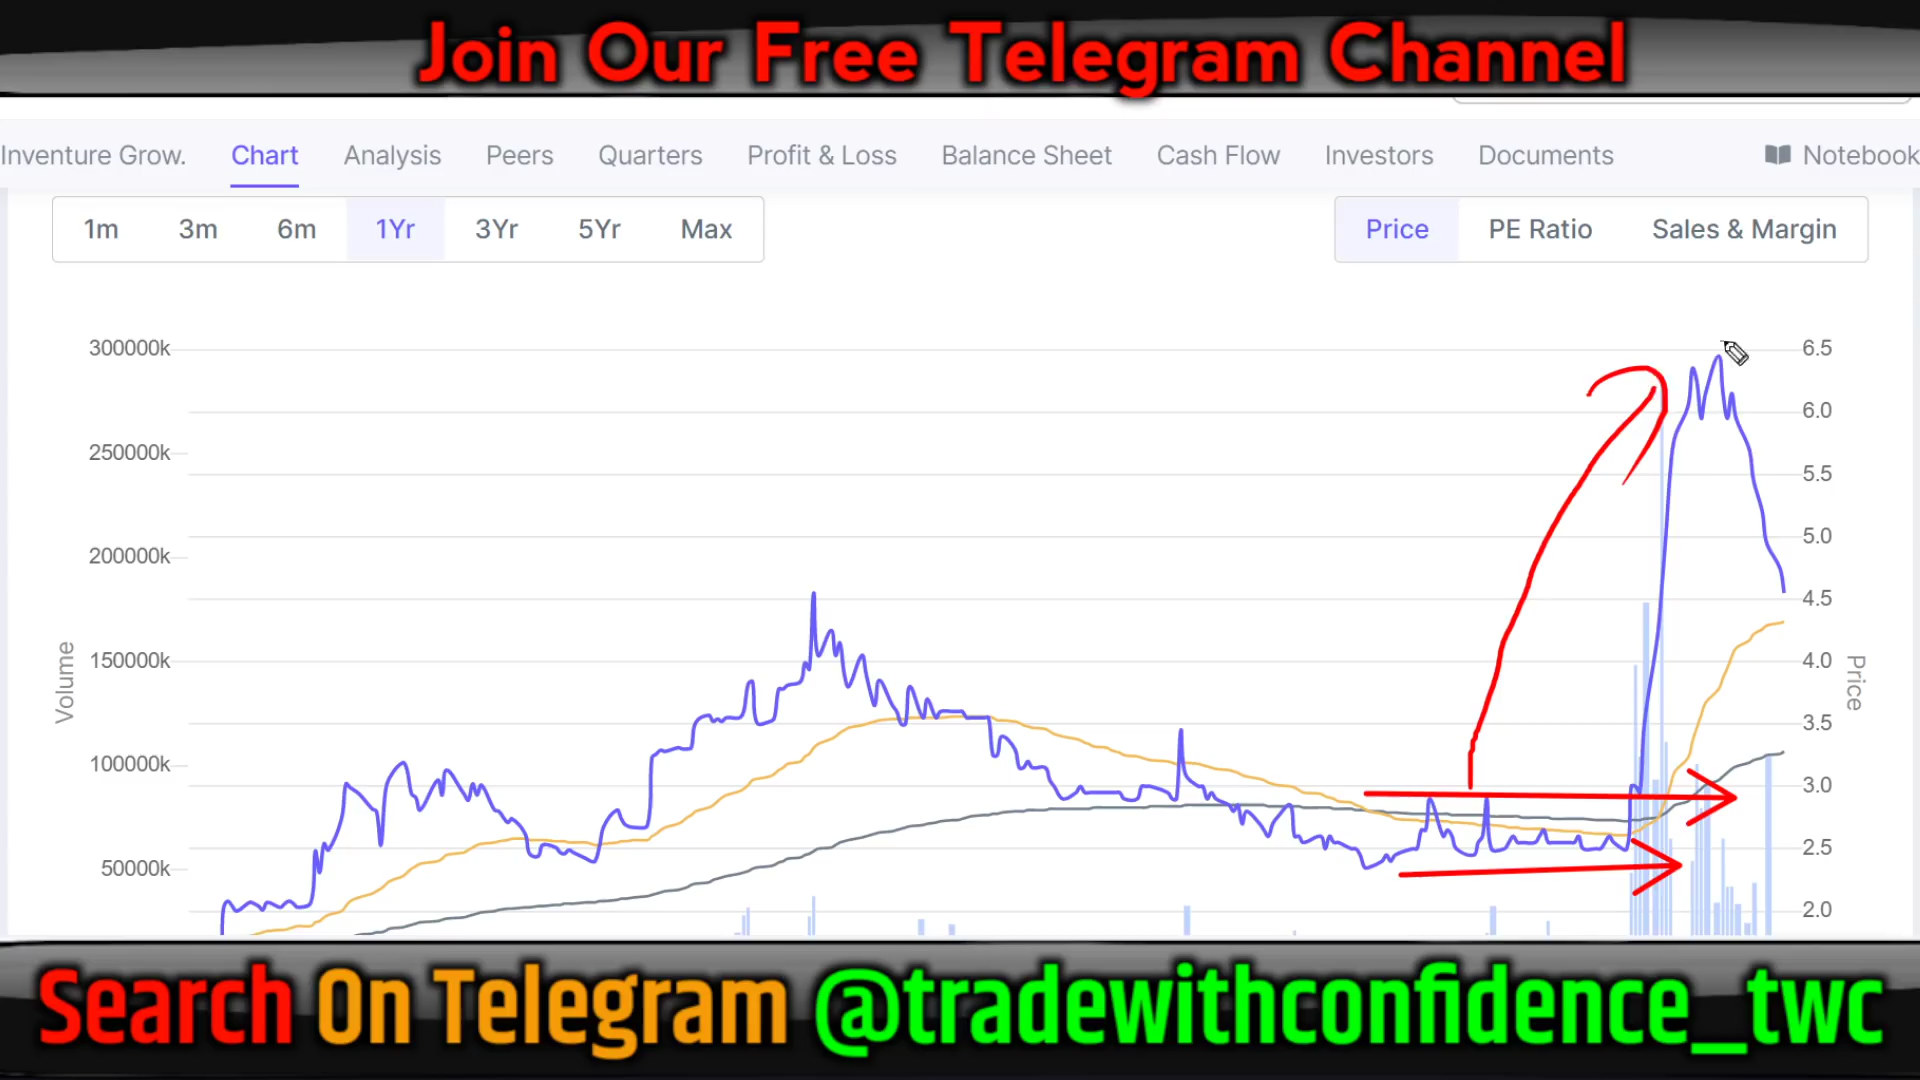 Join Our Free Telegram Channel
Inventure Grow. Chart Analysis Peers Quarters Profit & Loss Balance Sheet Cash Flow Investors Documents Notebook
1m 3m 6m 1Yr 3Yr 5Yr Max Price PE Ratio Sales & Margin
300000k 6.5
6.0
250000k
5.5
200000k 5.0
4.5
150000k 4.0
Volume Price
3.5
100000k 3.0
50000k 2.5
2.0
Search On Telegram @tradewithconfidence_twc